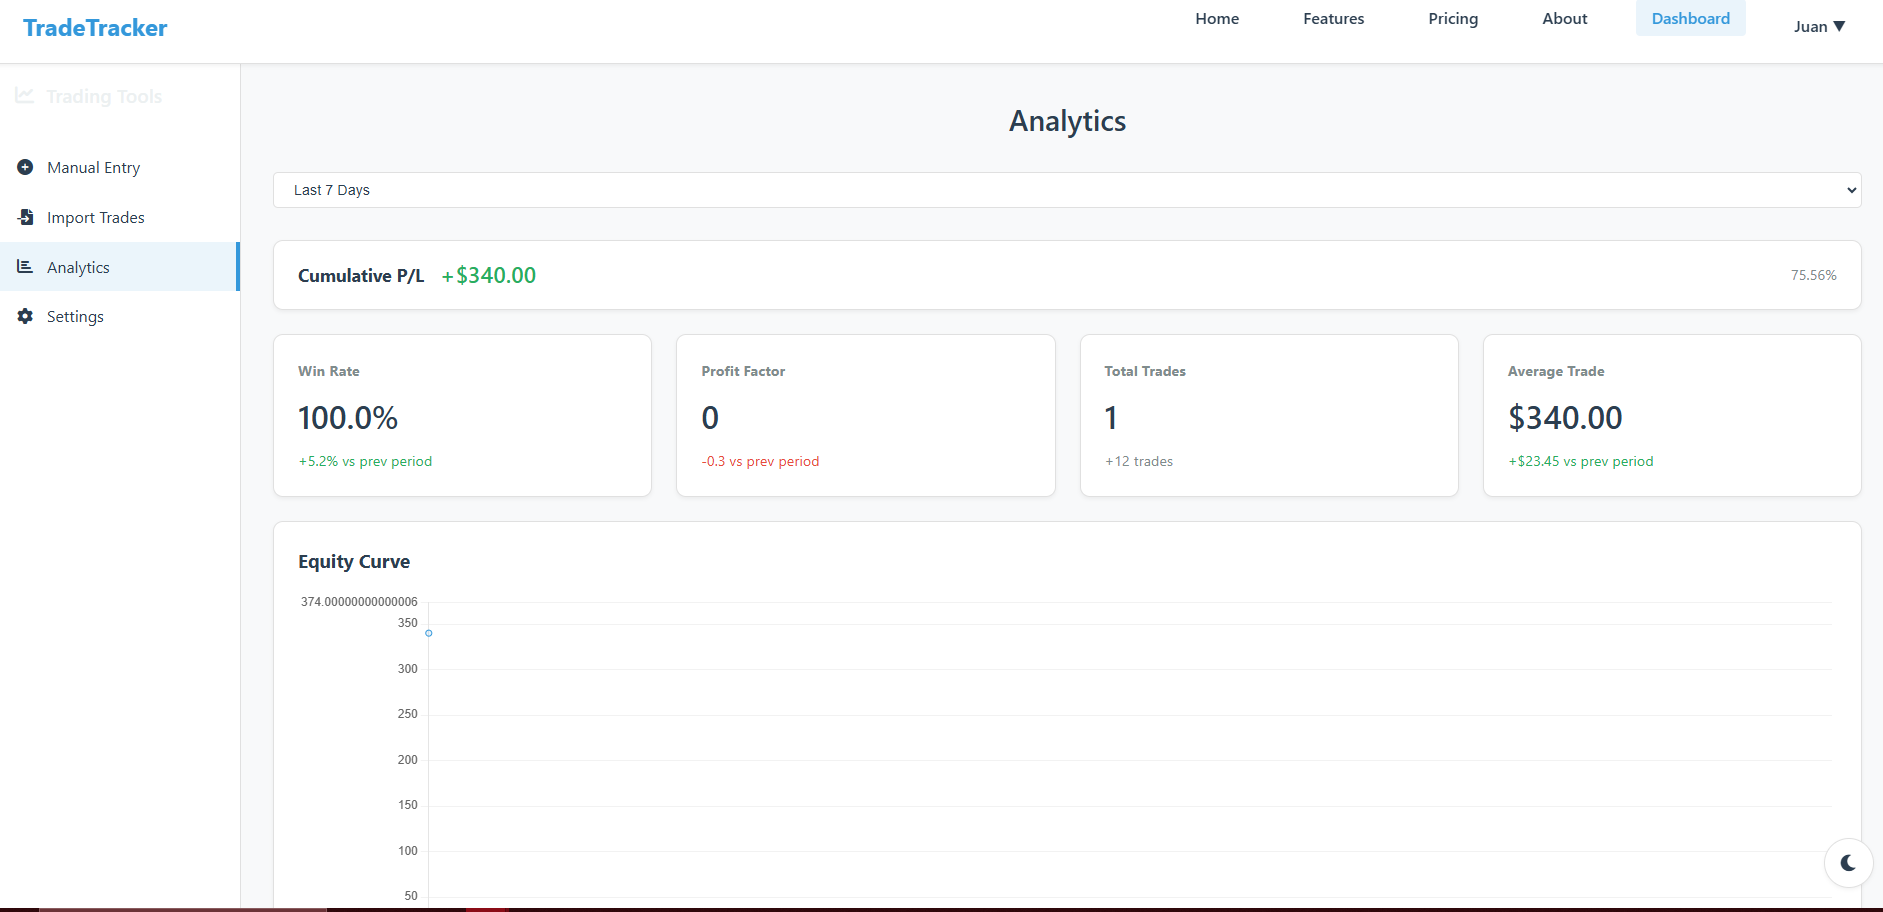 TradeTracker
Home
Features
Pricing
About
Dashboard
Juan ▼
Trading Tools
Manual Entry
Import Trades
Analytics
Settings
Analytics
Last 7 Days
Cumulative P/L +$340.00
75.56%
Win Rate
100.0%
+5.2% vs prev period
Profit Factor
0
-0.3 vs prev period
Total Trades
1
+12 trades
Average Trade
$340.00
+$23.45 vs prev period
Equity Curve
374.00000000000006
350
300
250
200
150
100
50